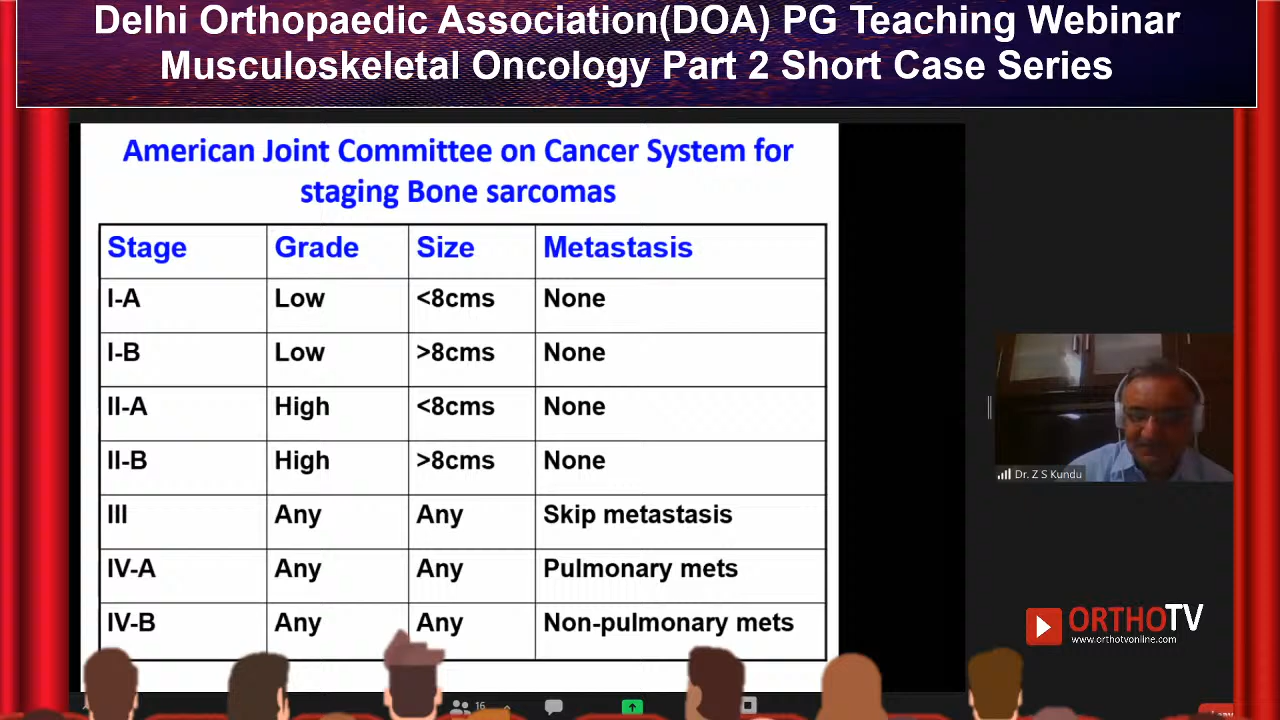 Delhi Orthopaedic Association(DOA) PG Teaching Webinar
Musculoskeletal Oncology Part 2 Short Case Series
American Joint Committee on Cancer System for
staging Bone sarcomas
Stage Grade Size Metastasis
I-A Low <8cms None
I-B Low >8cms None
II-A High <8cms None
II-B High >8cms None
III Any Any Skip metastasis
IV-A Any Any Pulmonary mets
IV-B Any Any Non-pulmonary mets
Dr. Z S Kundu
ORTHOTV
www.orthotvonline.com
16